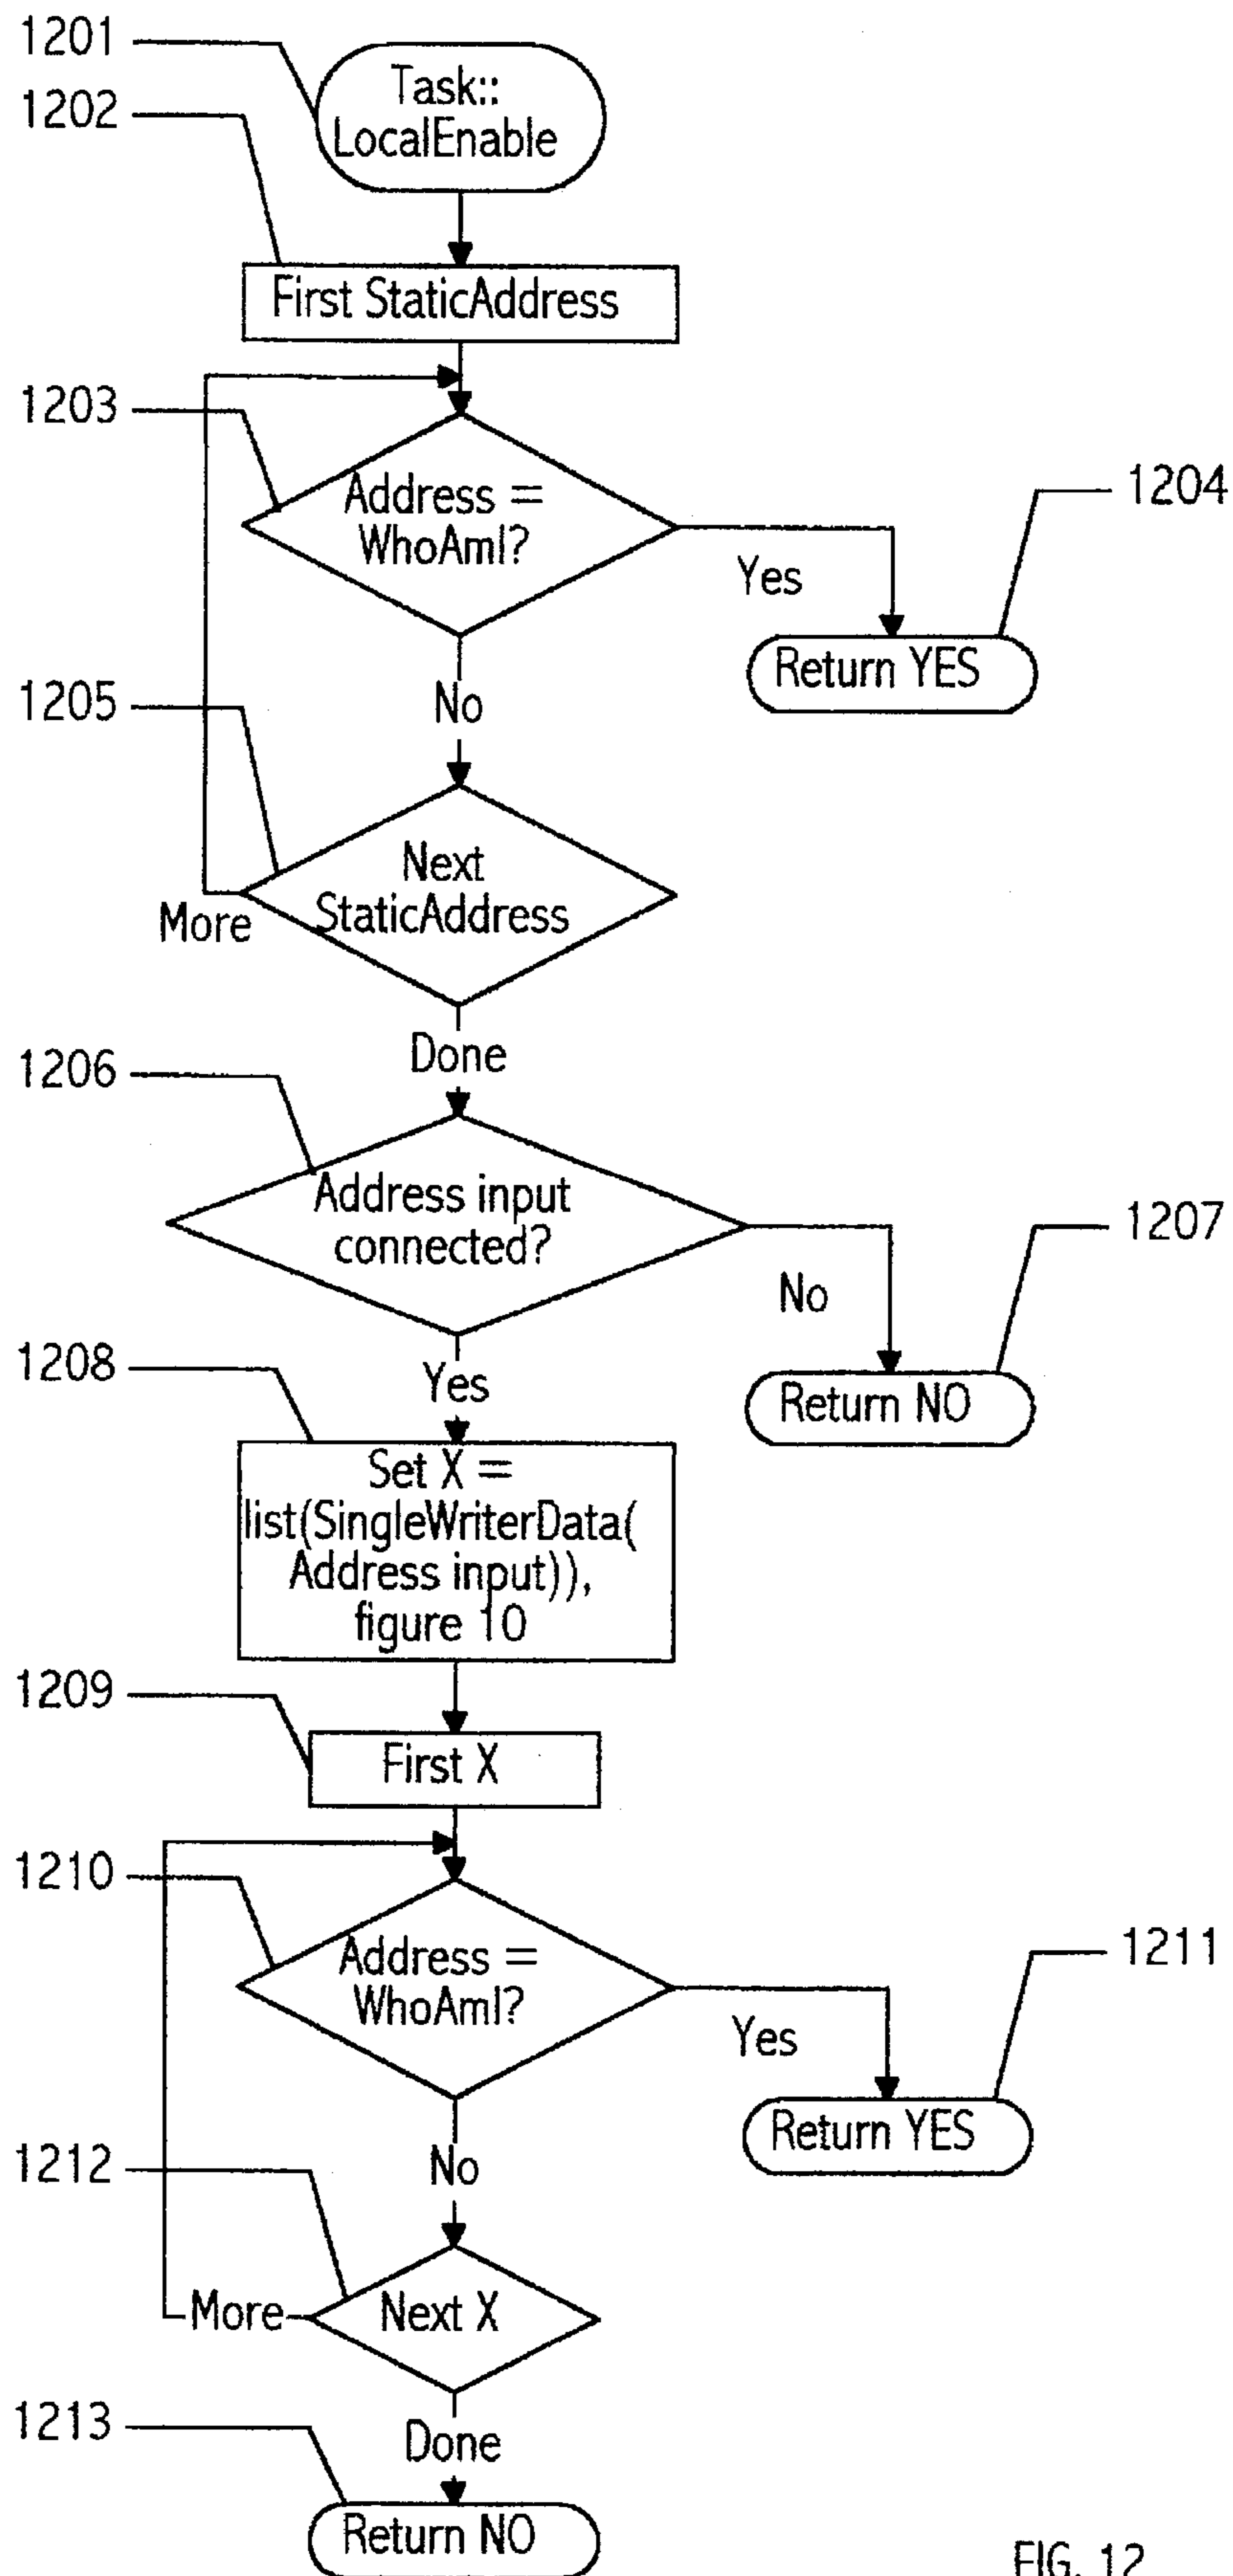 1201
Task::
LocalEnable
1202
First StaticAddress
1203
Address =
WhoAmI?
Yes
1204
Return YES
No
1205
Next
StaticAddress
More
Done
1206
Address input
connected?
No
1207
Return NO
Yes
1208
Set X =
list(SingleWriterData(
Address input)),
figure 10
1209
First X
1210
Address =
WhoAmI?
Yes
1211
Return YES
No
1212
Next X
More
Done
1213
Return NO
FIG. 12